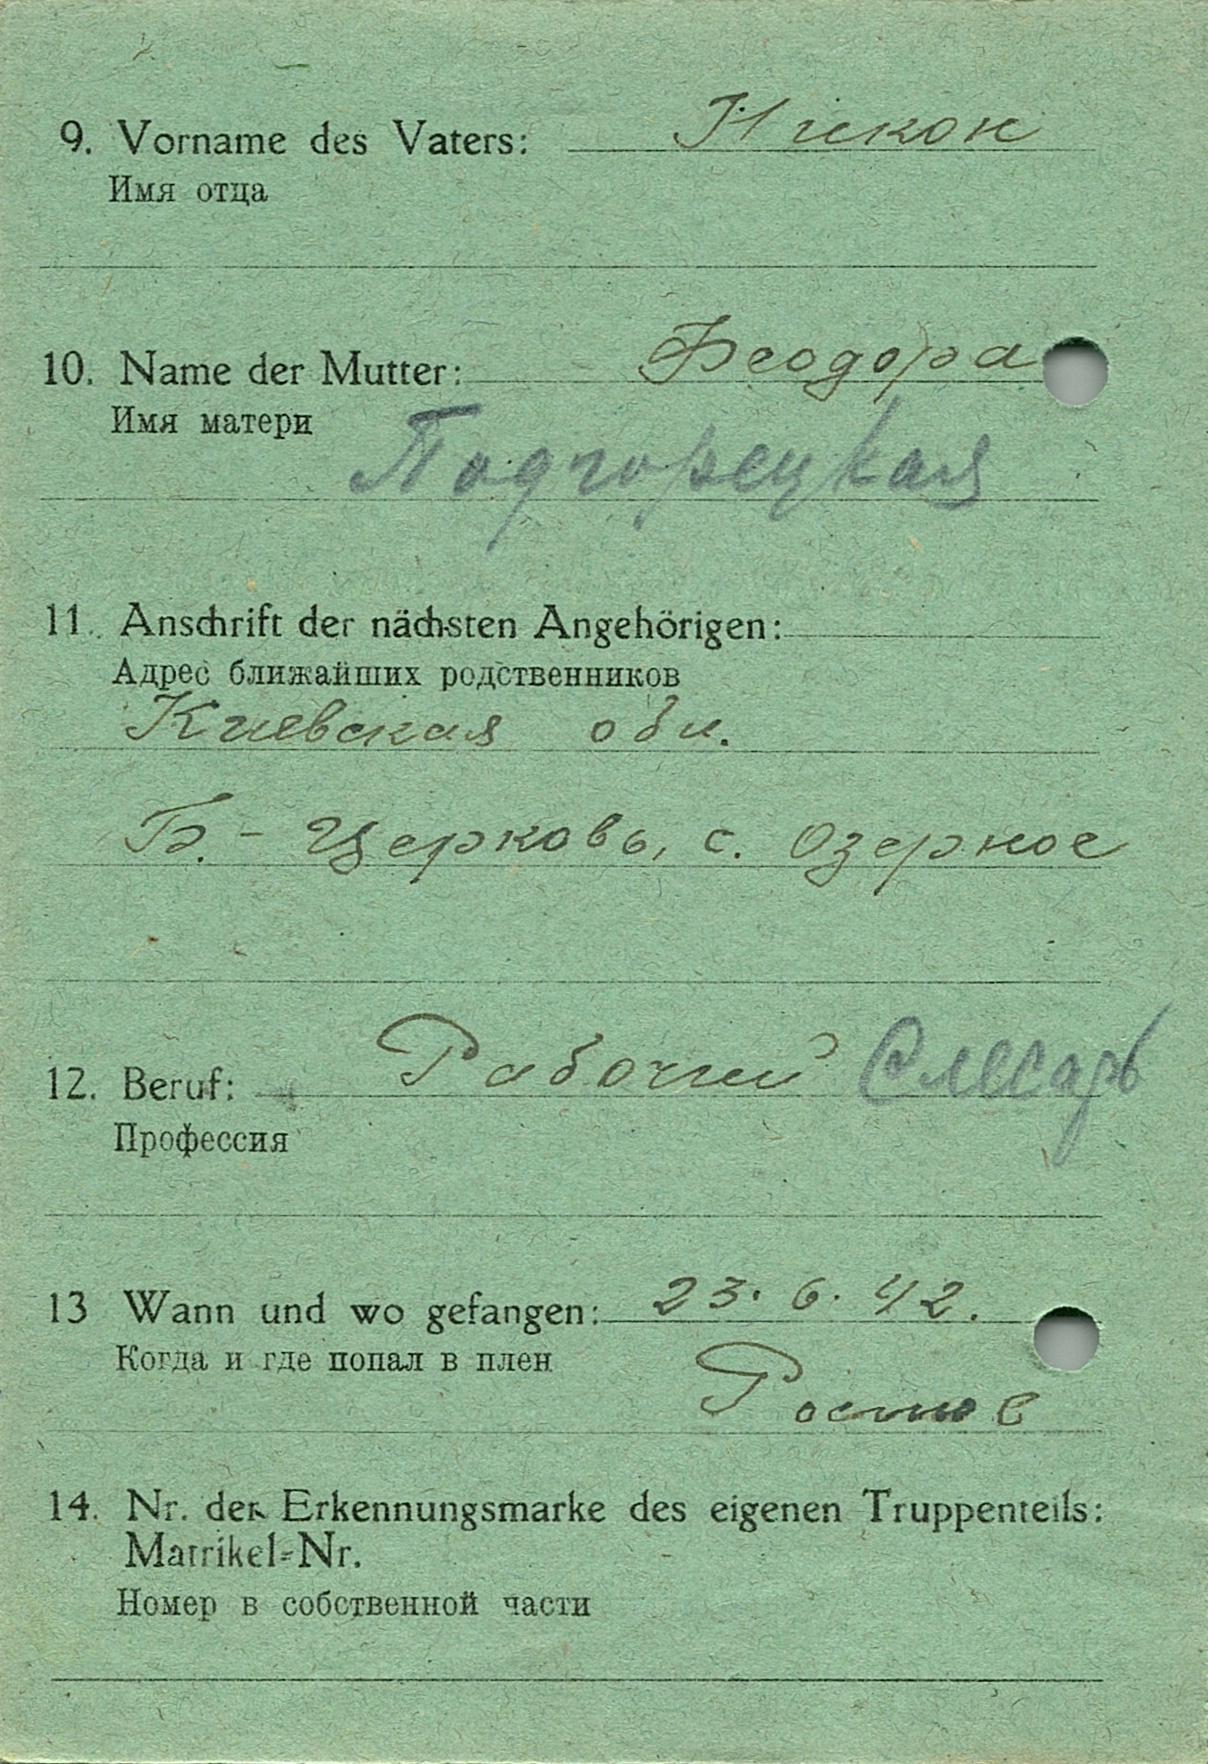 9. Vorname des Vaters: Никон
Имя отца
10. Name der Mutter: Феодора
Имя матери
Подгорецкая
11. Anschrift der nächsten Angehörigen:
Адрес ближайших родственников
Киевская обл.
Б.-Церковь, с. Озерное
12. Beruf: Рабочий Слесарь
Профессия
13 Wann und wo gefangen: 23.6.42.
Когда и где попал в плен
Ростов
14. Nr. der Erkennungsmarke des eigenen Truppenteils:
Matrikel-Nr.
Номер в собственной части